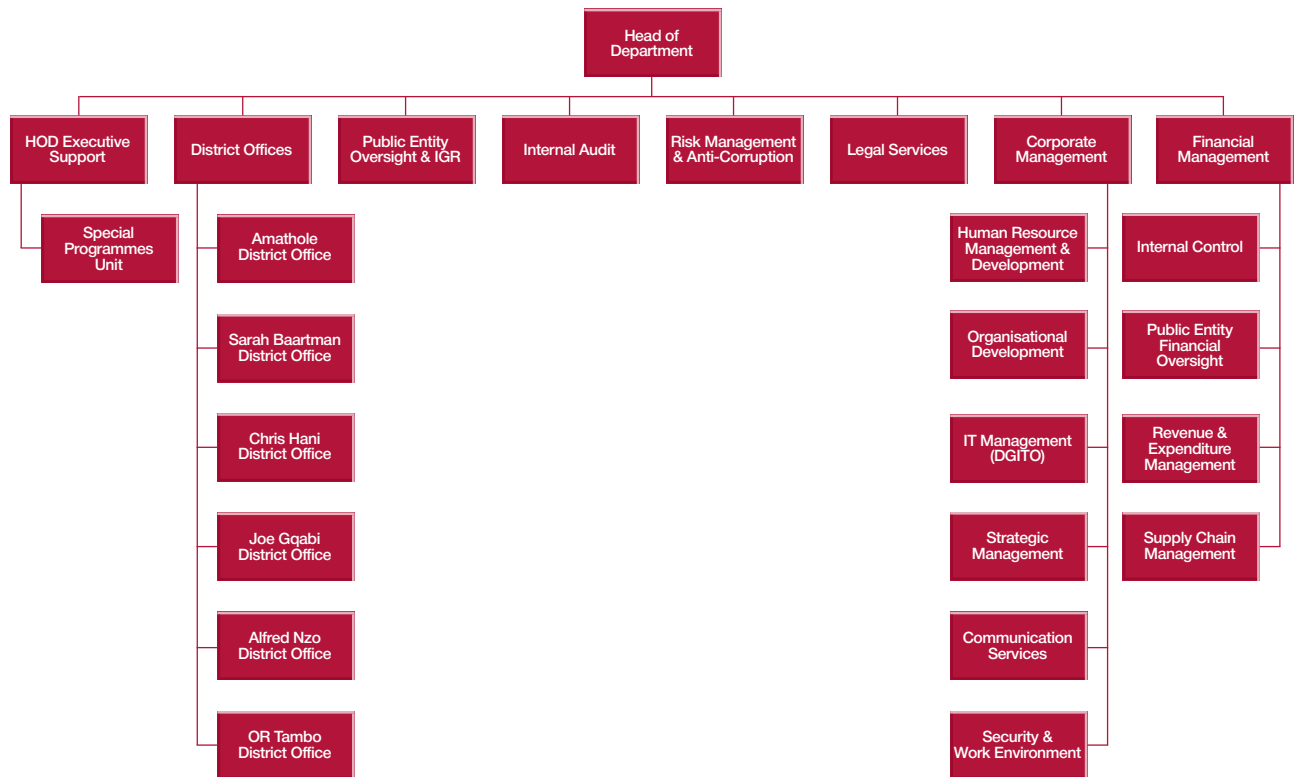 Head of
Department
HOD Executive
Support
District Offices
Public Entity
Oversight & IGR
Internal Audit
Risk Management
& Anti-Corruption
Legal Services
Corporate
Management
Financial
Management
Special
Programmes
Unit
Amathole
District Office
Sarah Baartman
District Office
Chris Hani
District Office
Joe Gqabi
District Office
Alfred Nzo
District Office
OR Tambo
District Office
Human Resource
Management &
Development
Organisational
Development
IT Management
(DGITO)
Strategic
Management
Communication
Services
Security &
Work Environment
Internal Control
Public Entity
Financial
Oversight
Revenue &
Expenditure
Management
Supply Chain
Management